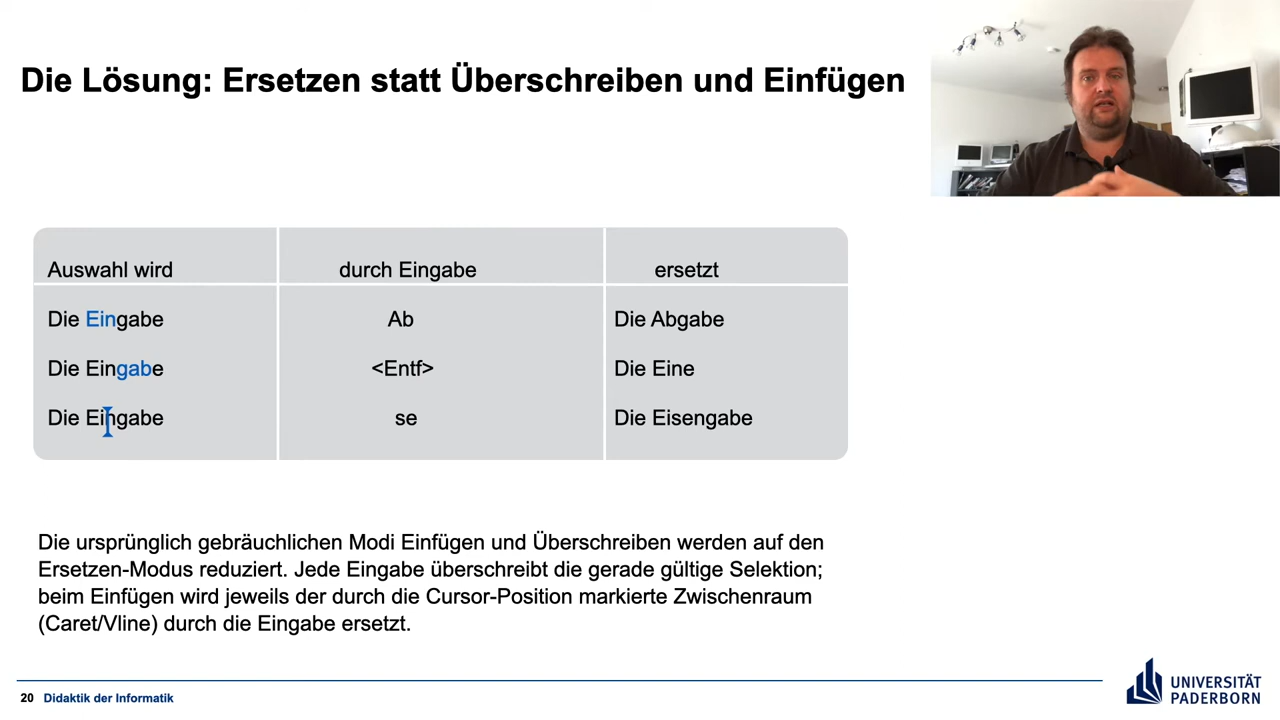 Die Lösung: Ersetzen statt Überschreiben und Einfügen
Auswahl wird durch Eingabe ersetzt
Die Eingabe Ab Die Abgabe
Die Eingabe <Entf> Die Eine
Die Eingabe se Die Eisengabe
Die ursprünglich gebräuchlichen Modi Einfügen und Überschreiben werden auf den
Ersetzen-Modus reduziert. Jede Eingabe überschreibt die gerade gültige Selektion;
beim Einfügen wird jeweils der durch die Cursor-Position markierte Zwischenraum
(Caret/Vline) durch die Eingabe ersetzt.
20 Didaktik der Informatik
UNIVERSITÄT
PADERBORN